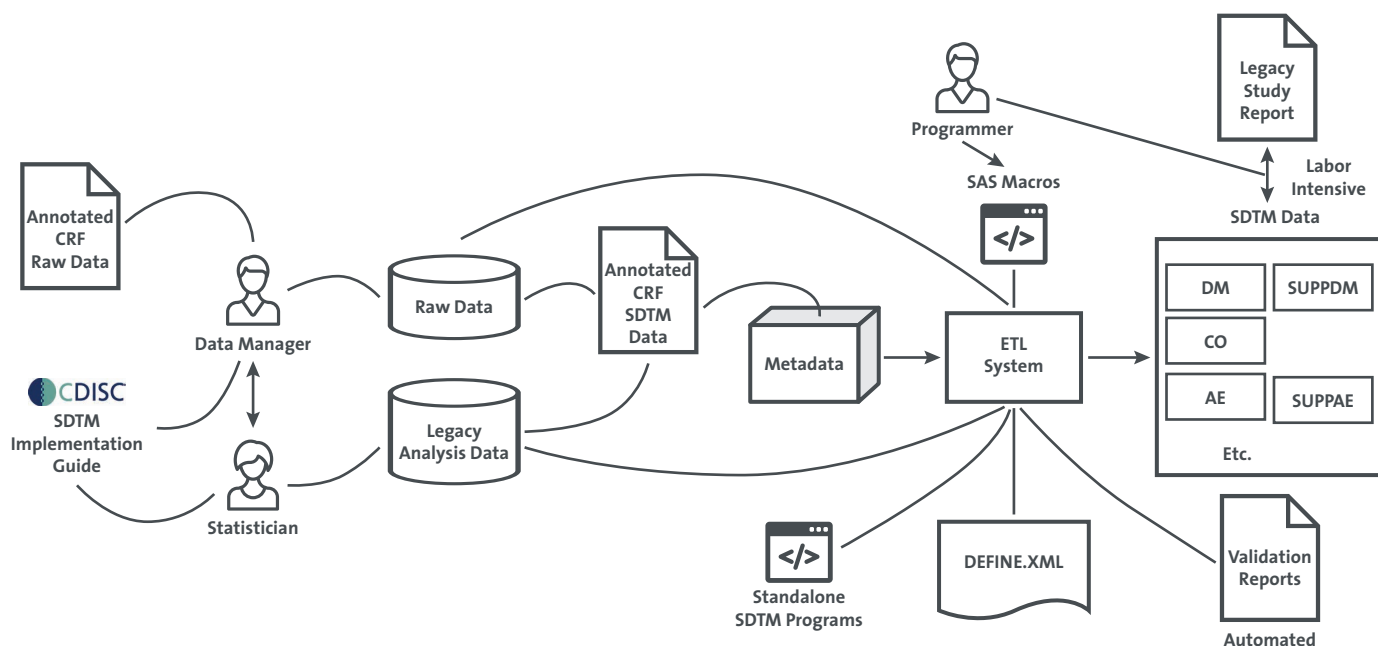 Annotated
CRF
Raw Data
Data Manager
CDISC
SDTM
Implementation
Guide
Statistician
Raw Data
Legacy
Analysis Data
Annotated
CRF
SDTM
Data
Metadata
Programmer
SAS Macros
</>
ETL
System
Legacy
Study
Report
Labor
Intensive
SDTM Data
DM
SUPPDM
CO
AE
SUPPAE
Etc.
</>
Standalone
SDTM Programs
DEFINE.XML
Validation
Reports
Automated